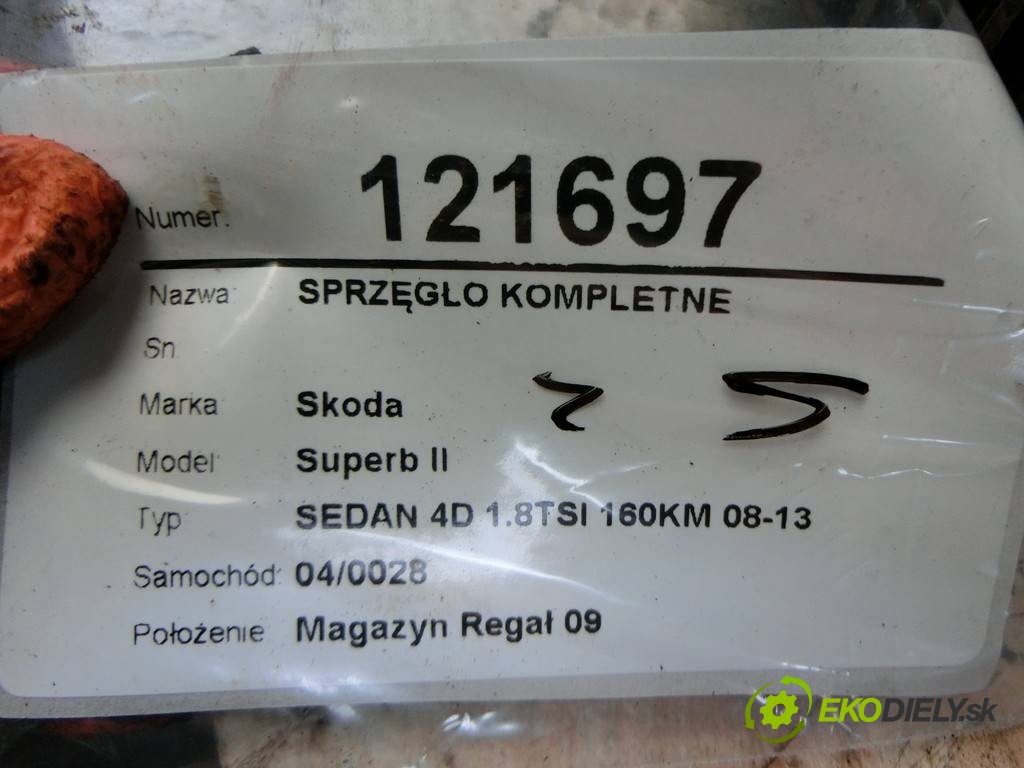 Numer: 121697
Nazwa: SPRZĘGŁO KOMPLETNE
Sn
Marka Skoda
25
Model Superb II
Typ SEDAN 4D 1.8TSI 160KM 08-13
Samochód: 04/0028
Położenie Magazyn Regał 09
EKODIELY.sk